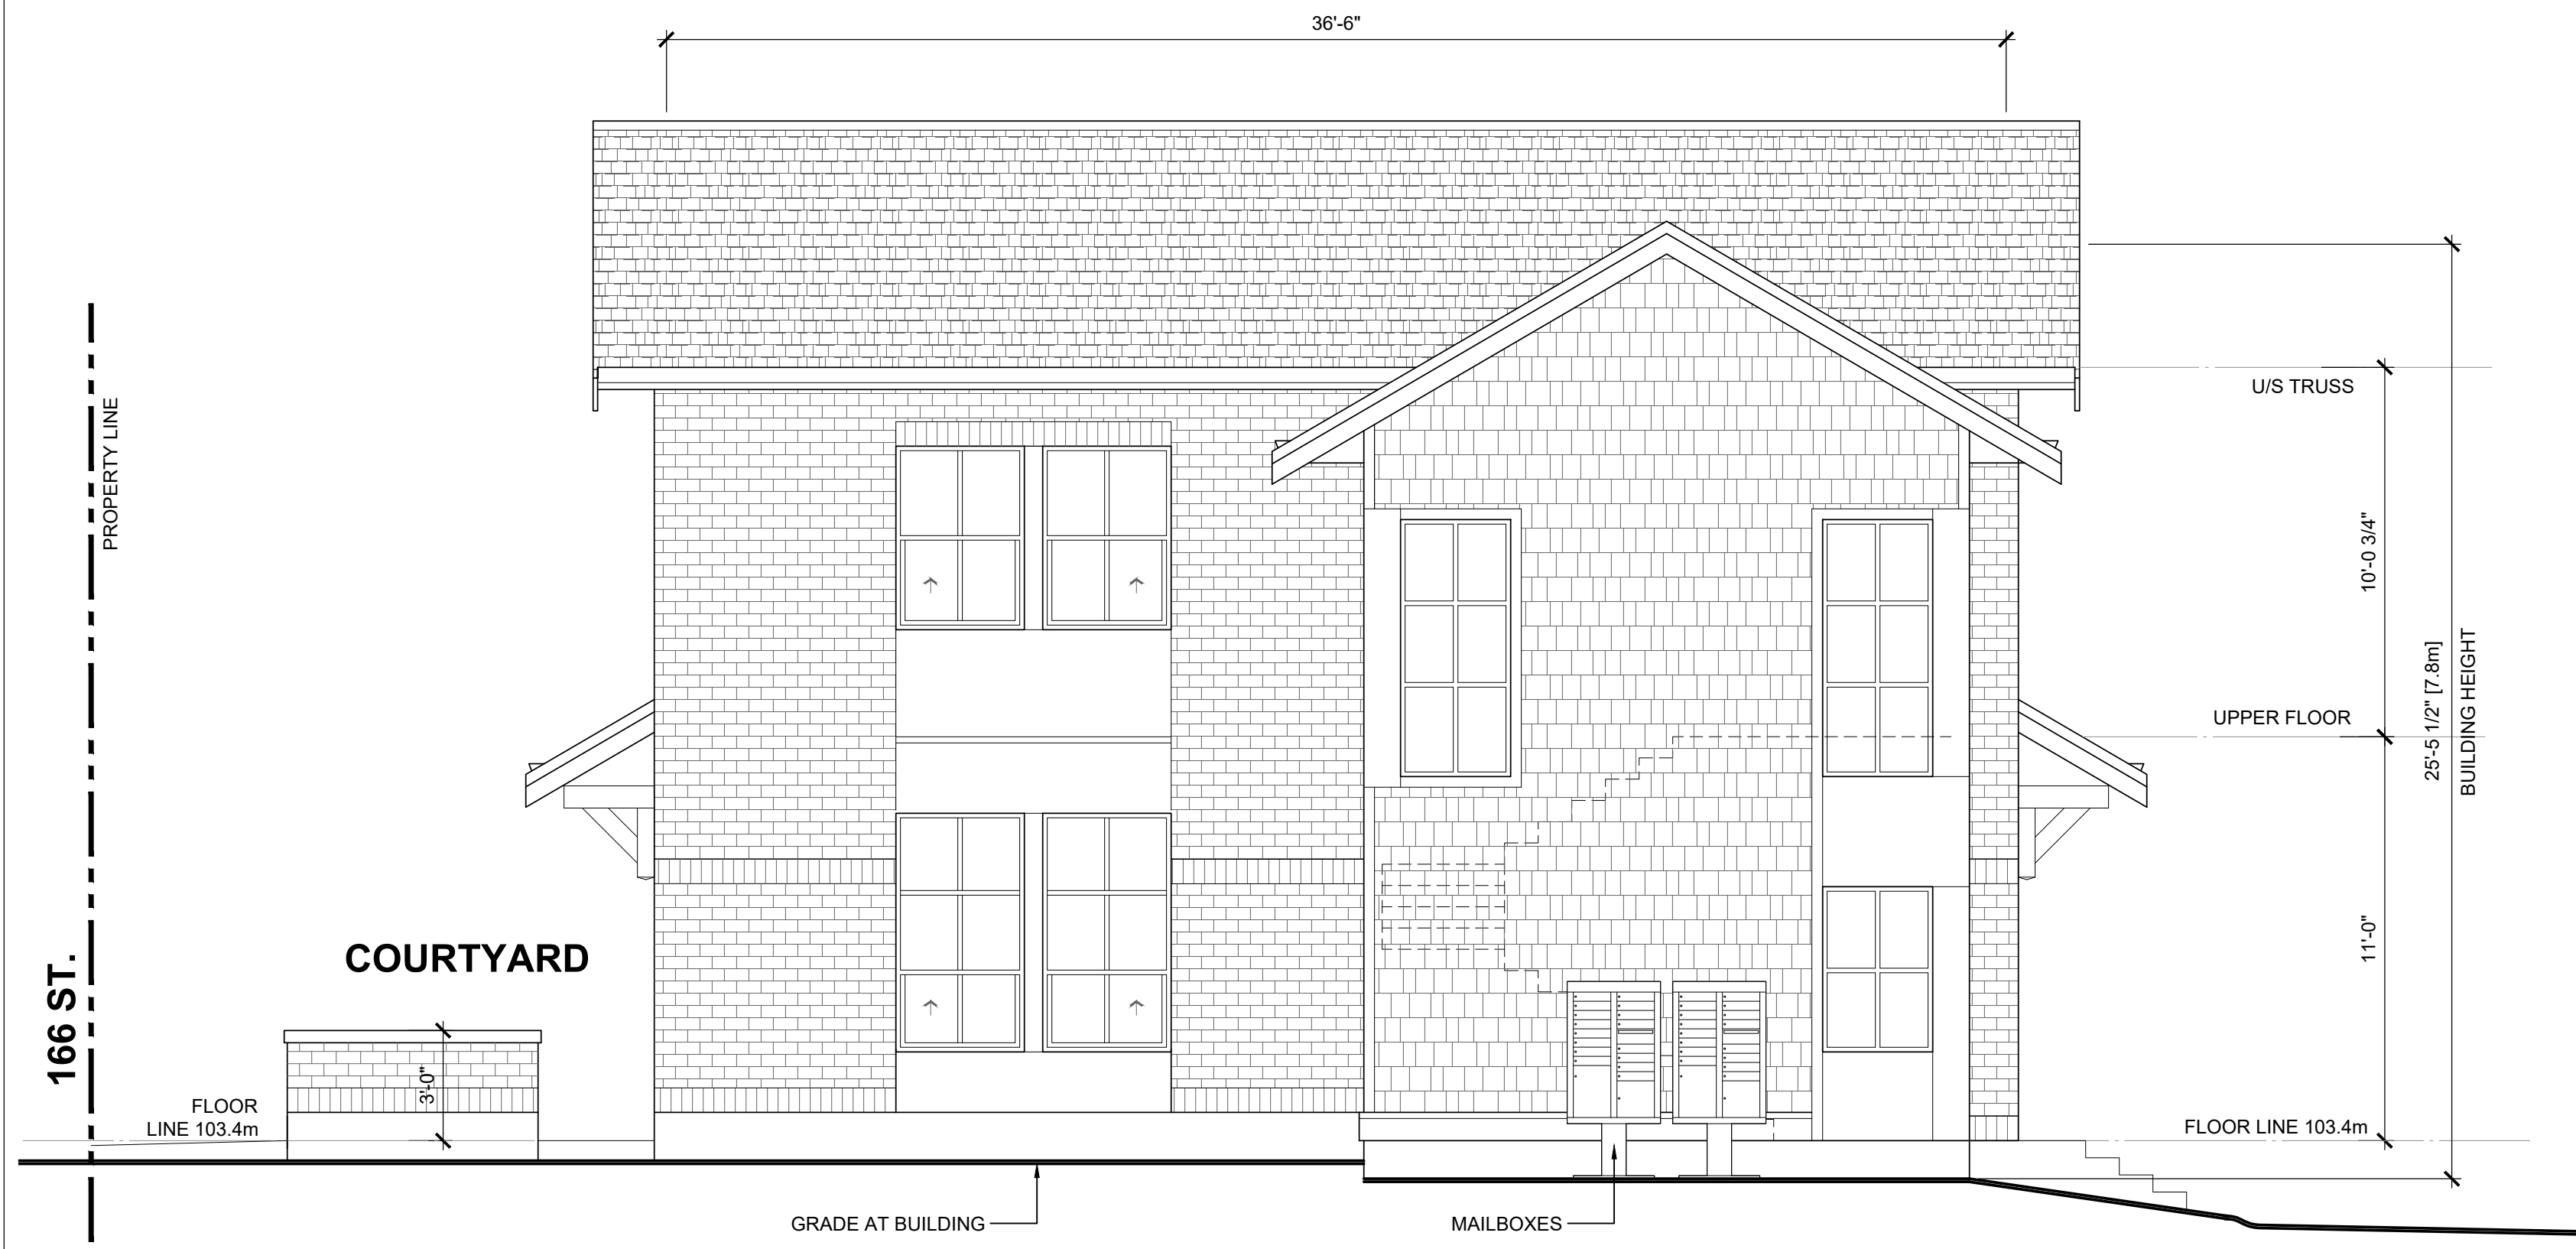 36'-6"
U/S TRUSS
PROPERTY LINE
10'-0 3/4"
25'-5 1/2" [7.8m]
BUILDING HEIGHT
UPPER FLOOR
COURTYARD
166 ST.
11'-0"
3'-0"
FLOOR
LINE 103.4m
FLOOR LINE 103.4m
GRADE AT BUILDING
MAILBOXES